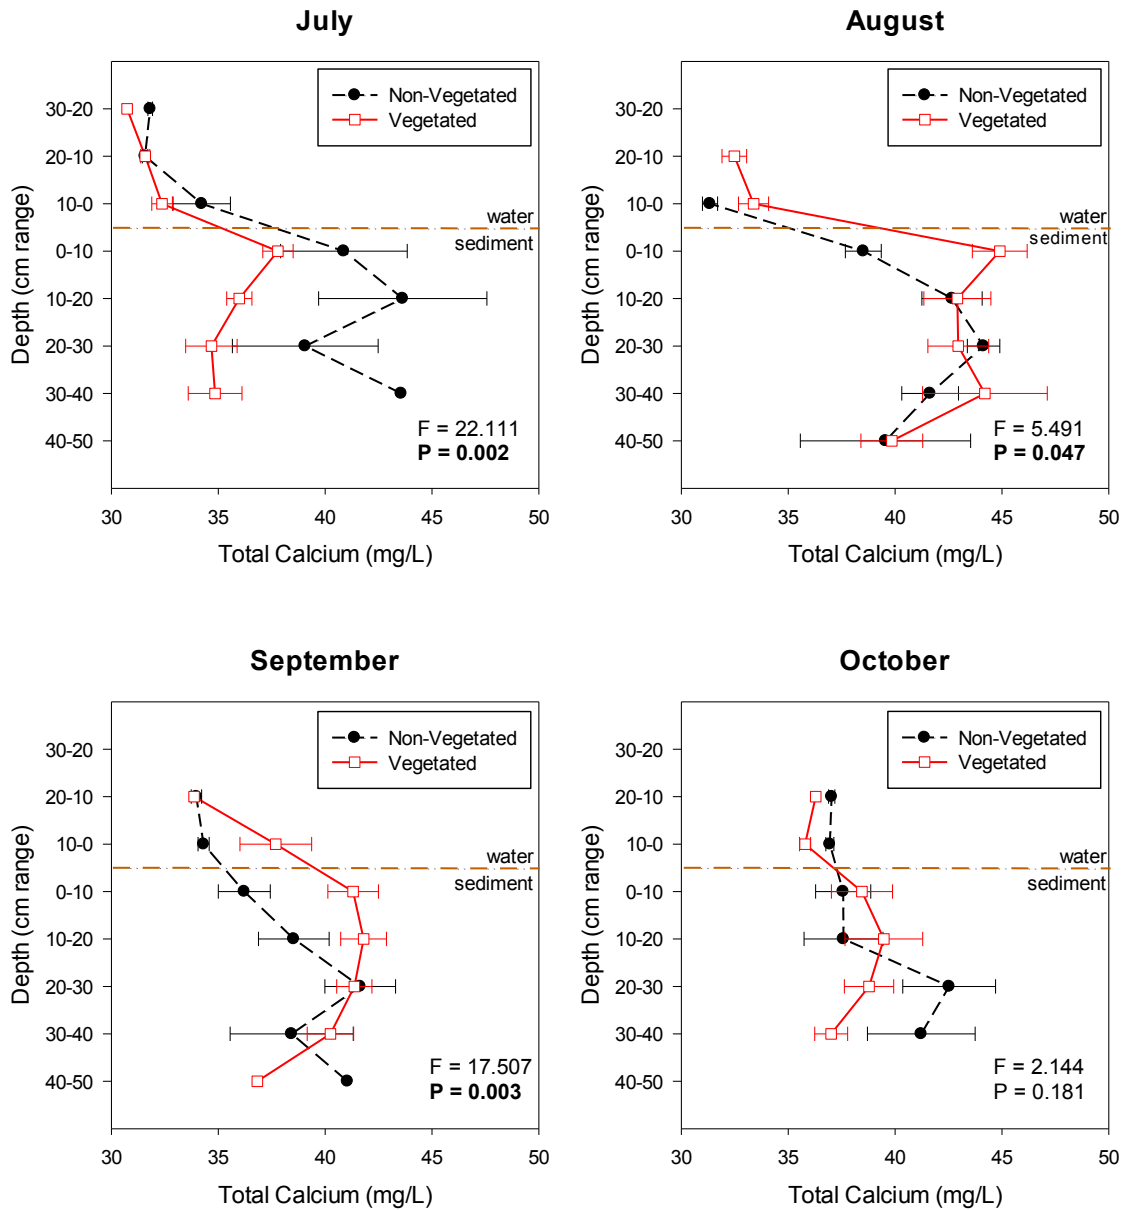 July
Non-Vegetated
Vegetated
30-20
20-10
10-0
0-10
10-20
20-30
30-40
40-50
Depth (cm range)
water
sediment
F = 22.111
P = 0.002
30 35 40 45 50
Total Calcium (mg/L)
August
Non-Vegetated
Vegetated
30-20
20-10
10-0
0-10
10-20
20-30
30-40
40-50
Depth (cm range)
water
sediment
F = 5.491
P = 0.047
30 35 40 45 50
Total Calcium (mg/L)
September
Non-Vegetated
Vegetated
30-20
20-10
10-0
0-10
10-20
20-30
30-40
40-50
Depth (cm range)
water
sediment
F = 17.507
P = 0.003
30 35 40 45 50
Total Calcium (mg/L)
October
Non-Vegetated
Vegetated
30-20
20-10
10-0
0-10
10-20
20-30
30-40
40-50
Depth (cm range)
water
sediment
F = 2.144
P = 0.181
30 35 40 45 50
Total Calcium (mg/L)